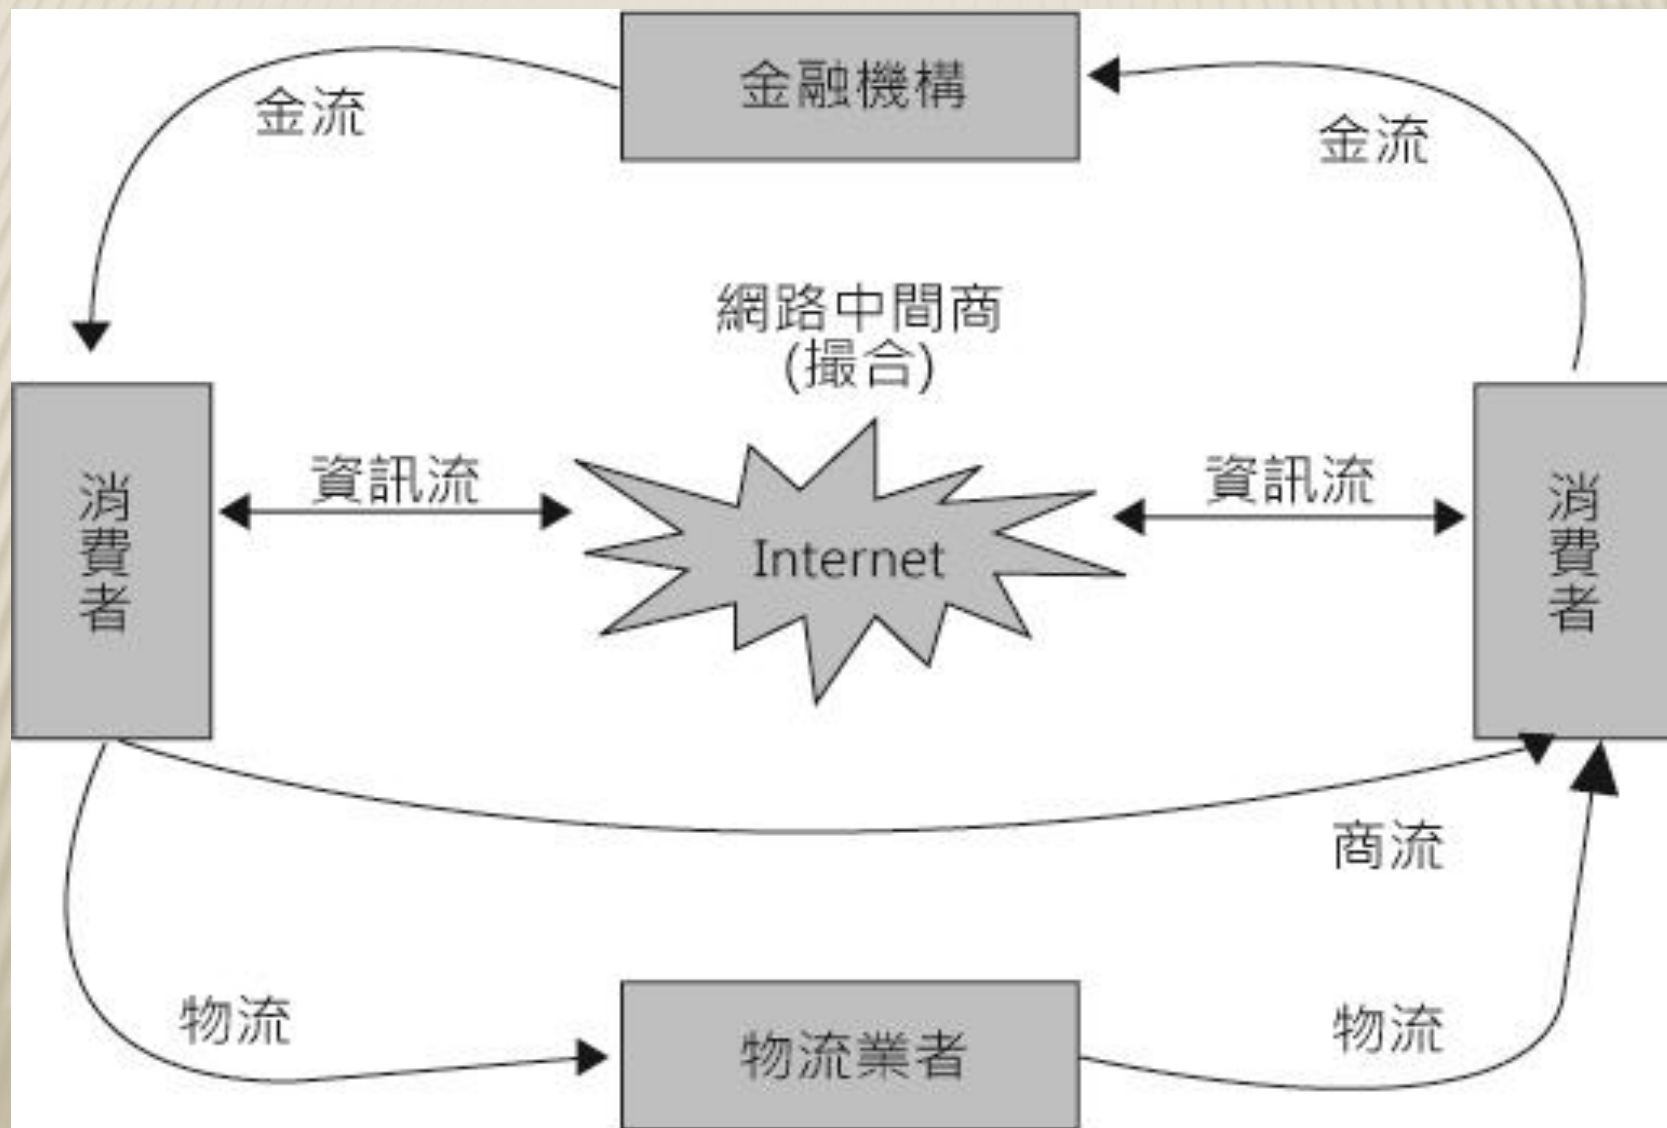 金融機構
金流
金流
網路中間商
(撮合)
消費者
資訊流
Internet
資訊流
消費者
商流
物流
物流業者
物流